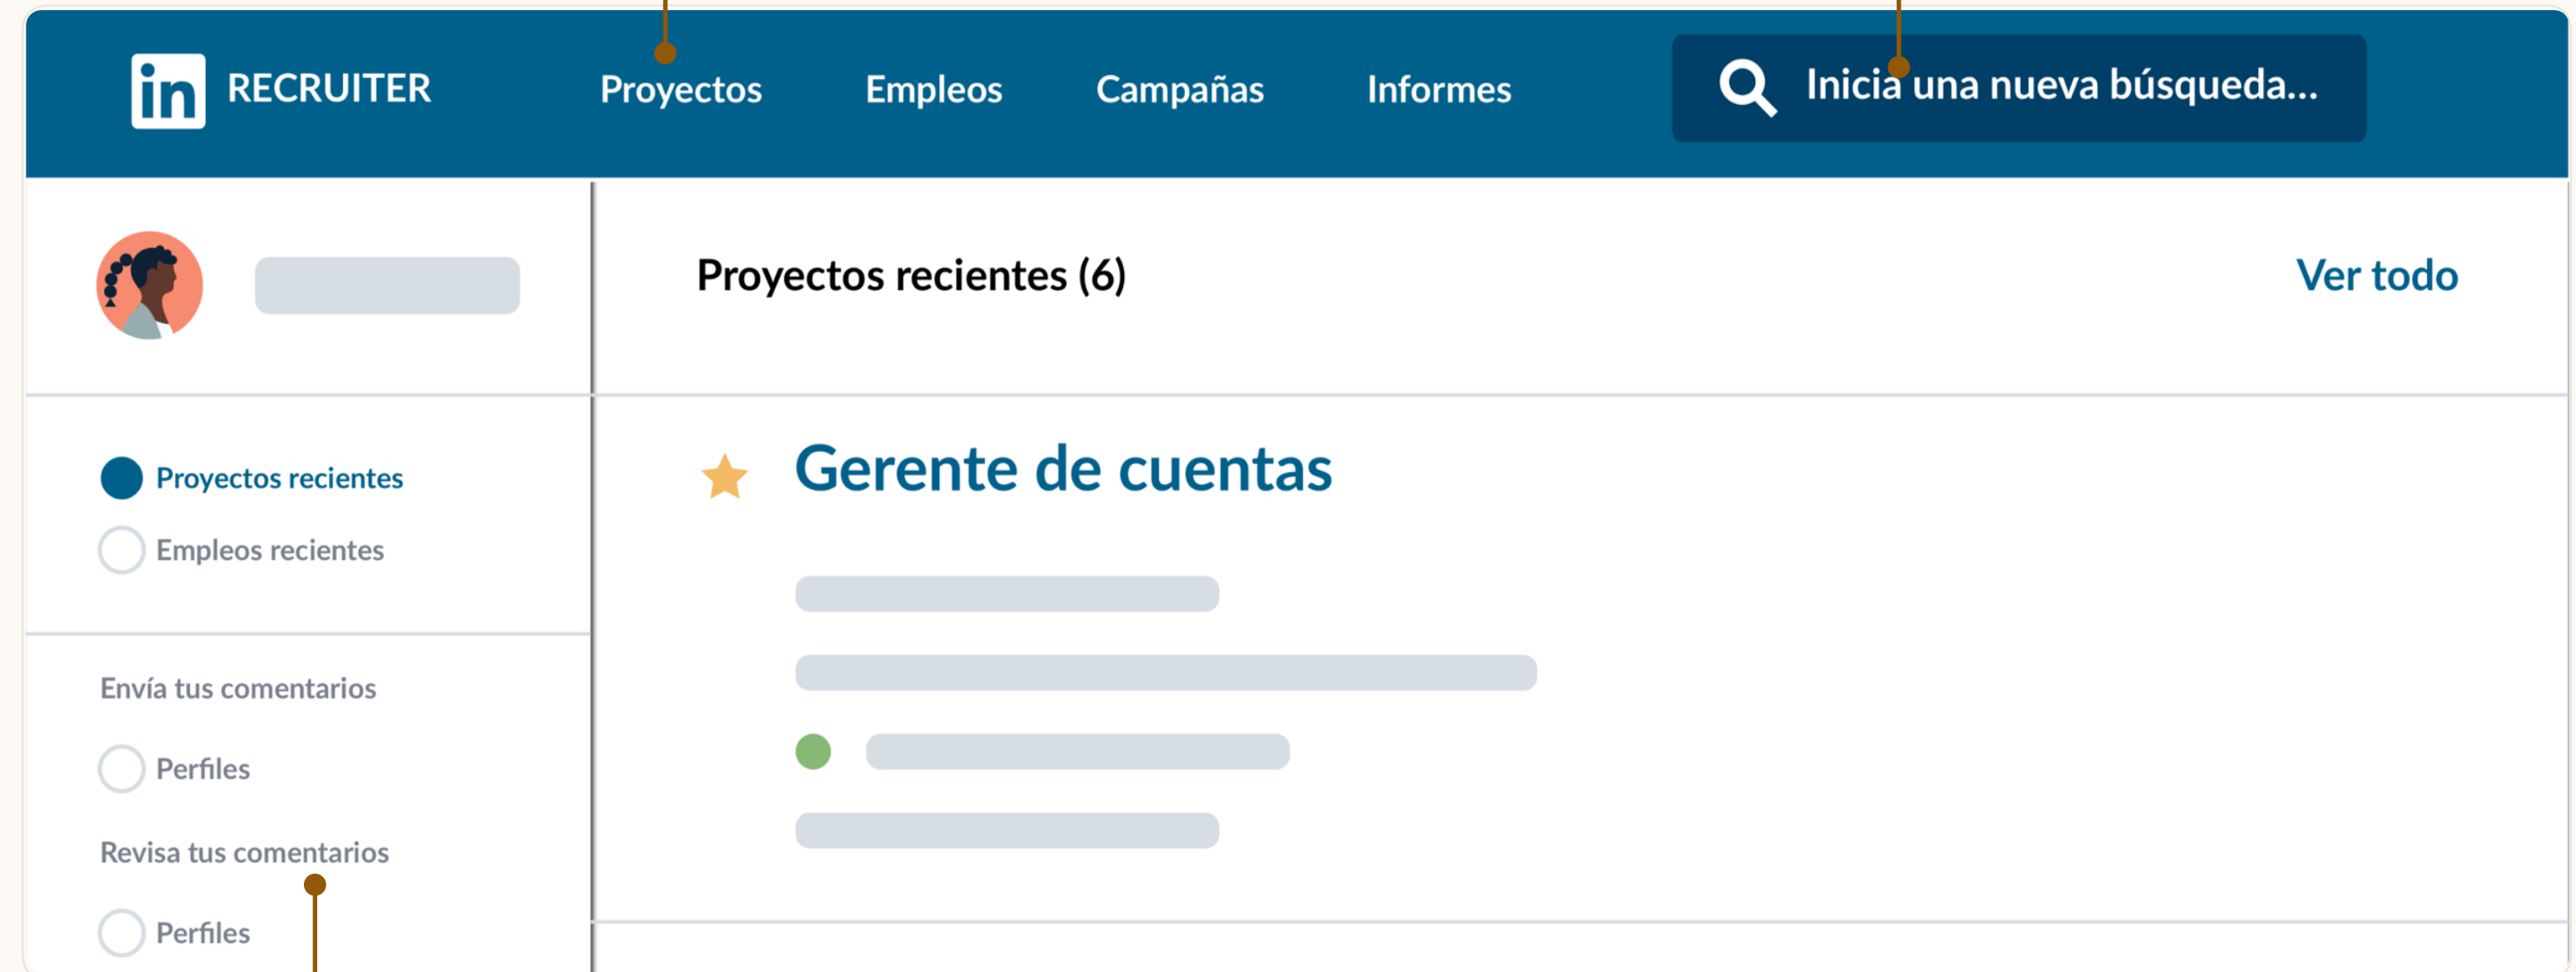 in RECRUITER Proyectos Empleos Campañas Informes Inicia una nueva búsqueda...
Proyectos recientes (6) Ver todo
Proyectos recientes
Empleos recientes
Envía tus comentarios
Perfiles
Revisa tus comentarios
Perfiles
Gerente de cuentas